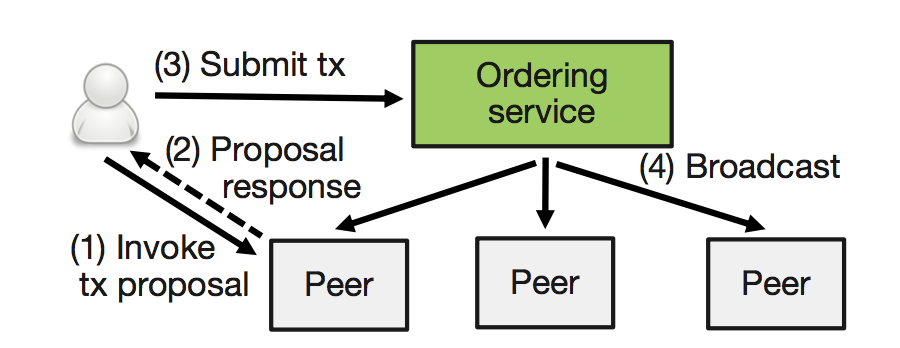 (3) Submit tx
Ordering
service
(2) Proposal
response
(4) Broadcast
(1) Invoke
tx proposal
Peer
Peer
Peer